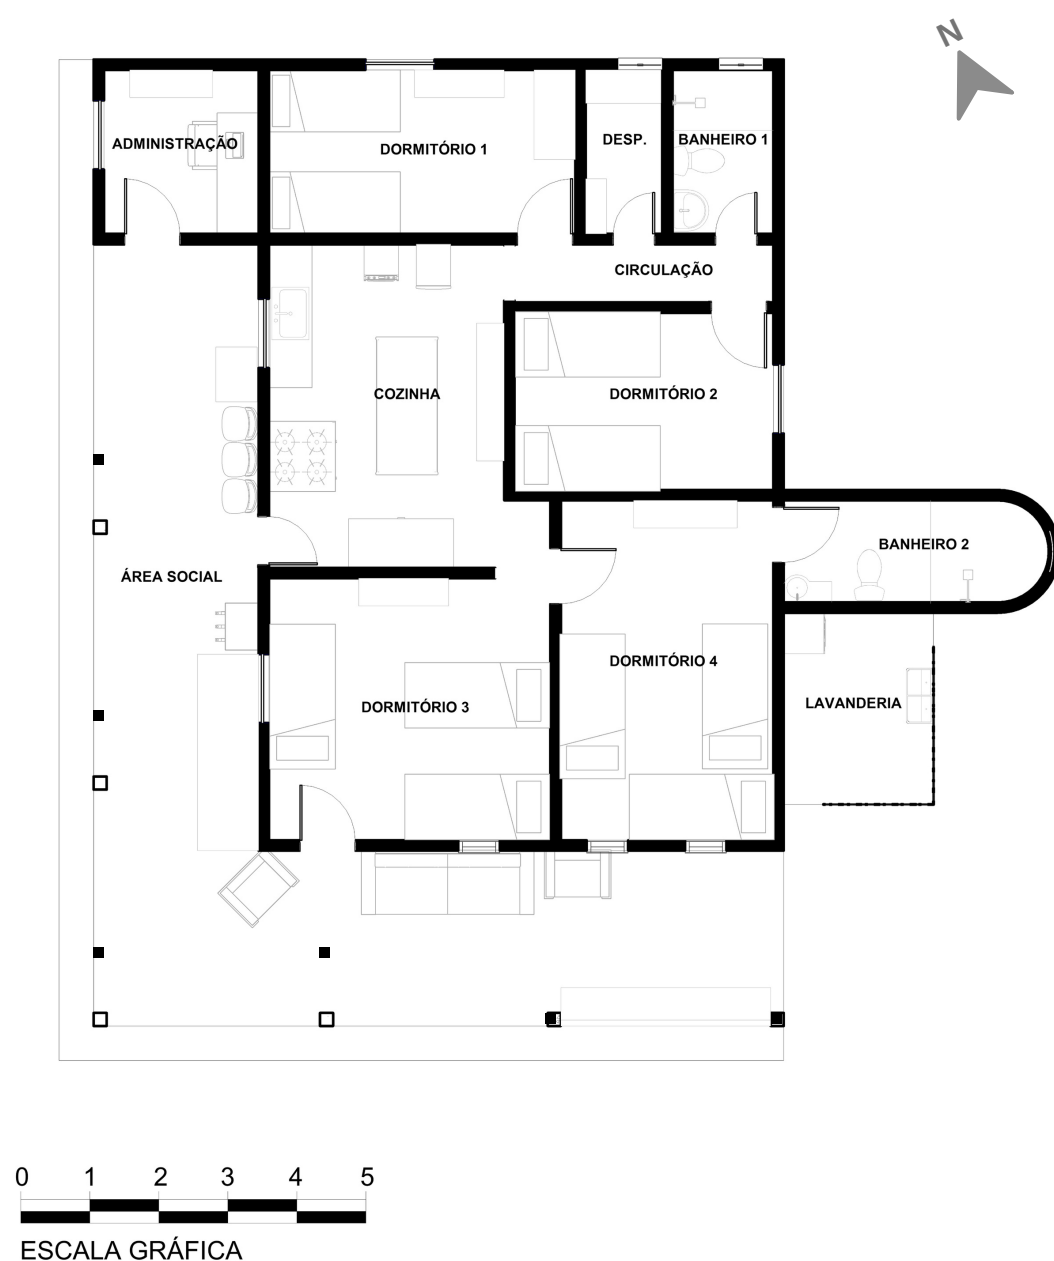 N
ADMINISTRAÇÃO
DORMITÓRIO 1
DESP.
BANHEIRO 1
CIRCULAÇÃO
COZINHA
DORMITÓRIO 2
BANHEIRO 2
ÁREA SOCIAL
DORMITÓRIO 4
DORMITÓRIO 3
LAVANDERIA
0 1 2 3 4 5
ESCALA GRÁFICA